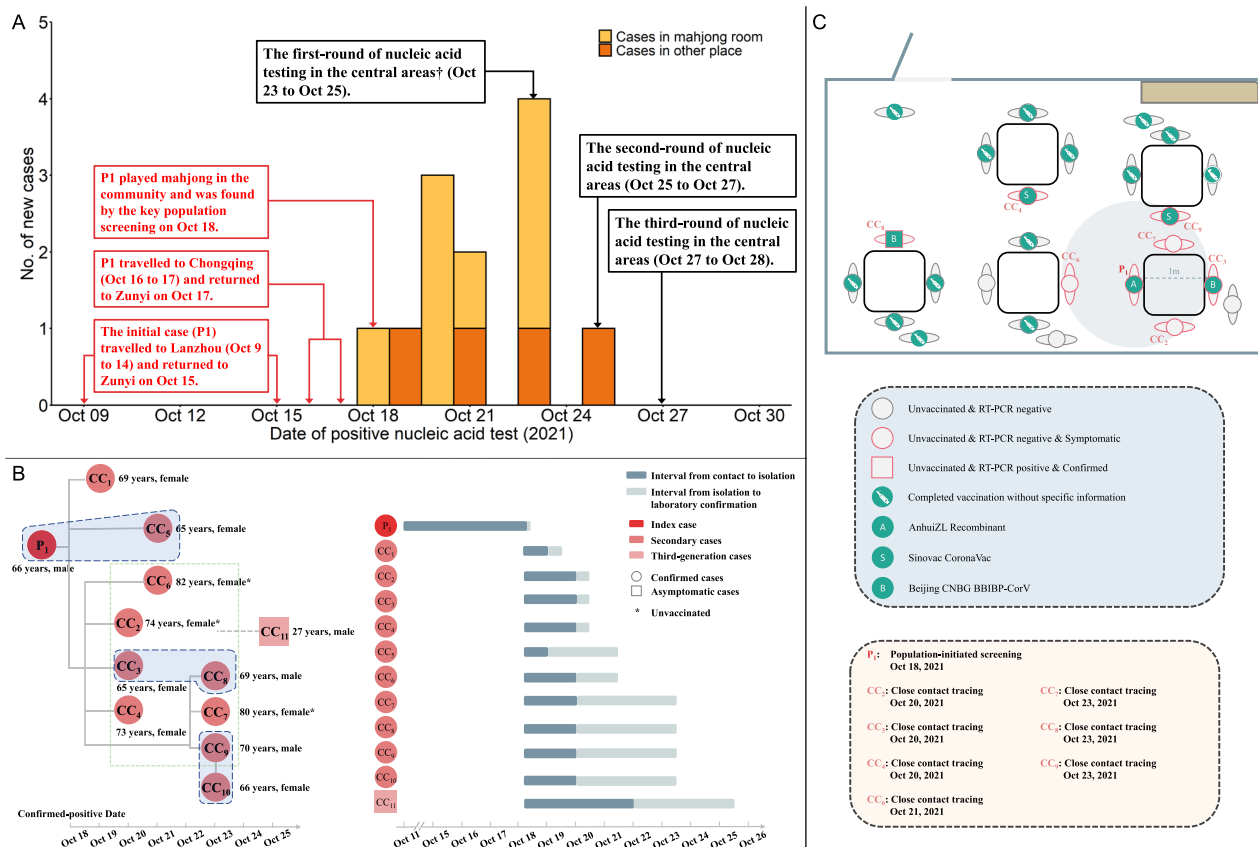 A
5
4
3
2
1
0
No. of new cases
Cases in mahjong room
Cases in other place
The first-round of nucleic acid
testing in the central areas† (Oct
23 to Oct 25).
The second-round of nucleic
acid testing in the central
areas (Oct 25 to Oct 27).
The third-round of nucleic
acid testing in the central
areas (Oct 27 to Oct 28).
P1 played mahjong in the
community and was found
by the key population
screening on Oct 18.
P1 travelled to Chongqing
(Oct 16 to 17) and returned
to Zunyi on Oct 17.
The initial case (P1)
travelled to Lanzhou (Oct 9
to 14) and returned to
Zunyi on Oct 15.
Oct 09 Oct 12 Oct 15 Oct 18 Oct 21 Oct 24 Oct 27 Oct 30
Date of positive nucleic acid test (2021)
B
CC1 69 years, female
CC5 65 years, female
P1
66 years, male
CC6 82 years, female*
CC2 74 years, female*
CC11 27 years, male
CC3
65 years, female
CC8 69 years, male
CC4
73 years, female
CC7 80 years, female*
CC9 70 years, male
CC10 66 years, female
Confirmed-positive Date
Oct 18 Oct 19 Oct 20 Oct 21 Oct 22 Oct 23 Oct 24 Oct 25
P1
CC1
CC2
CC3
CC4
CC5
CC6
CC7
CC8
CC9
CC10
CC11
Oct 11 Oct 17 Oct 18 Oct 19 Oct 20 Oct 21 Oct 22 Oct 23 Oct 24 Oct 25 Oct 26
Interval from contact to isolation
Interval from isolation to
laboratory confirmation
Index case
Secondary cases
Third-generation cases
Confirmed cases
Asymptomatic cases
* Unvaccinated
C
S
CC4
S
CC9
CC7
CC8
B
CC6
P1
A
1m
CC3
B
CC2
Unvaccinated & RT-PCR negative
Unvaccinated & RT-PCR negative & Symptomatic
Unvaccinated & RT-PCR positive & Confirmed
Completed vaccination without specific information
A AnhuiZL Recombinant
S Sinovac CoronaVac
B Beijing CNBG BBIBP-CorV
P1: Population-initiated screening
Oct 18, 2021
CC2: Close contact tracing
Oct 20, 2021
CC3: Close contact tracing
Oct 20, 2021
CC4: Close contact tracing
Oct 20, 2021
CC6: Close contact tracing
Oct 21, 2021
CC7: Close contact tracing
Oct 23, 2021
CC8: Close contact tracing
Oct 23, 2021
CC9: Close contact tracing
Oct 23, 2021